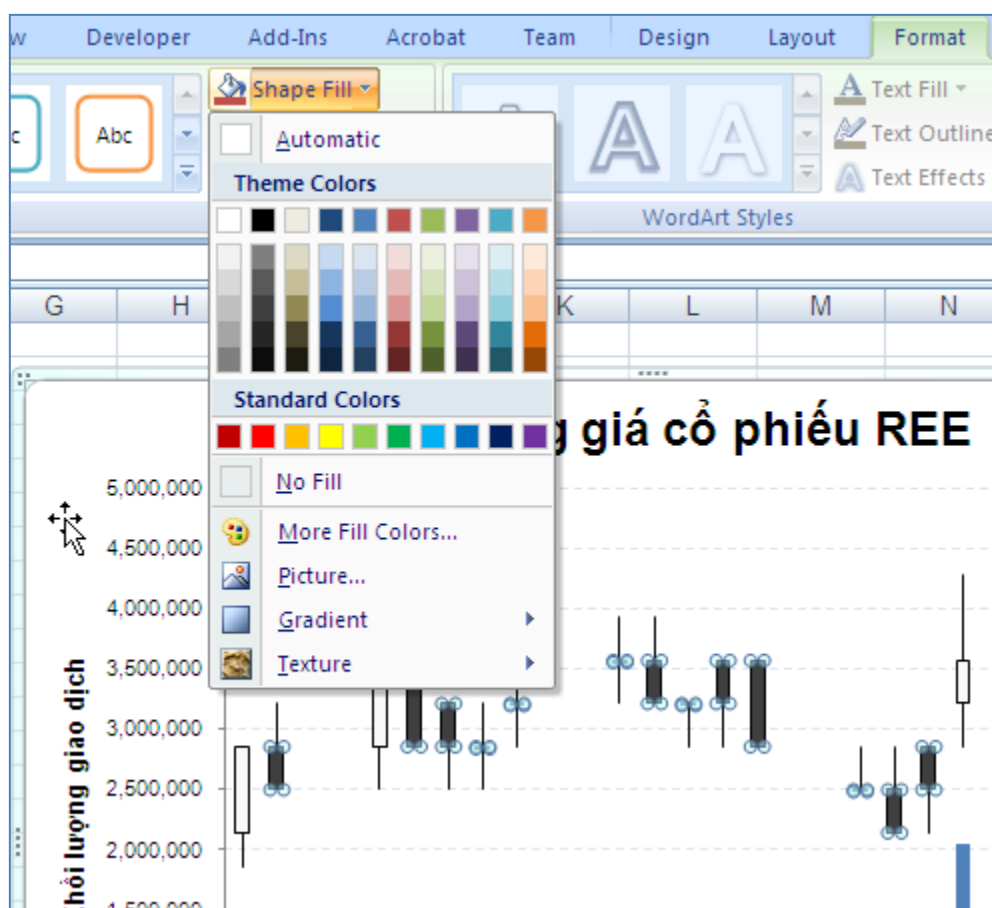 Developer Add-Ins Acrobat Team Design Layout Format
Shape Fill
Text Fill
Abc
Text Outline
Text Effects
WordArt Styles
Automatic
Theme Colors
Standard Colors
No Fill
More Fill Colors...
Picture...
Gradient
Texture
G H K L M N
giá cổ phiếu REE
5,000,000
4,500,000
4,000,000
3,500,000
3,000,000
2,500,000
2,000,000
1,500,000
lượng giao dịch